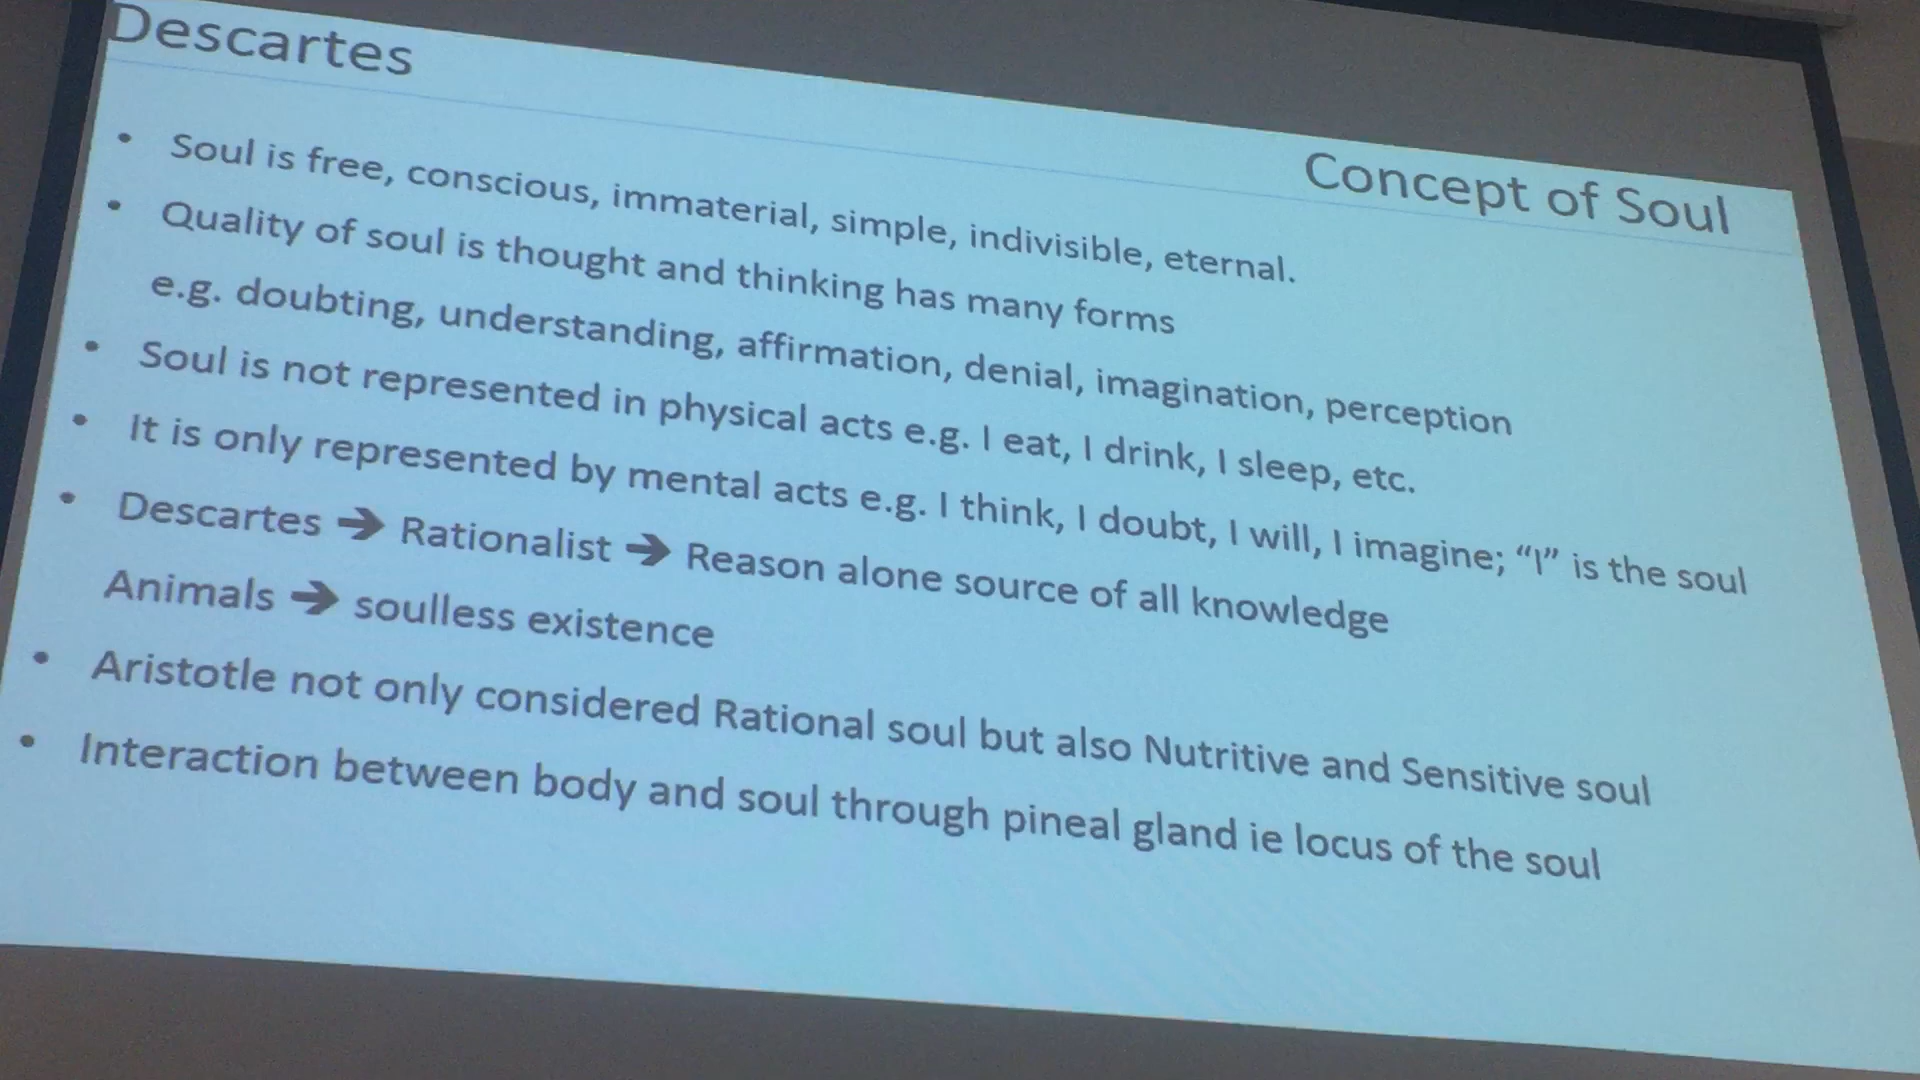 Descartes
Concept of Soul
• Soul is free, conscious, immaterial, simple, indivisible, eternal.
• Quality of soul is thought and thinking has many forms
e.g. doubting, understanding, affirmation, denial, imagination, perception
• Soul is not represented in physical acts e.g. I eat, I drink, I sleep, etc.
• It is only represented by mental acts e.g. I think, I doubt, I will, I imagine; “I” is the soul
• Descartes ➔ Rationalist ➔ Reason alone source of all knowledge
Animals ➔ soulless existence
• Aristotle not only considered Rational soul but also Nutritive and Sensitive soul
• Interaction between body and soul through pineal gland ie locus of the soul